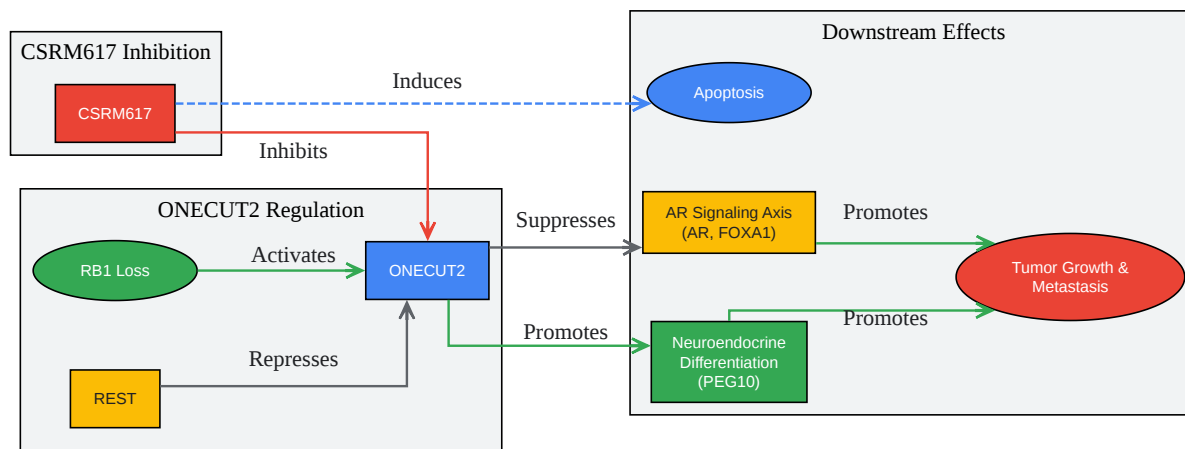 CSRM617 Inhibition
CSRM617
Induces
Inhibits
ONECUT2 Regulation
RB1 Loss
Activates
ONECUT2
REST
Represses
Suppresses
Promotes
Downstream Effects
Apoptosis
AR Signaling Axis
(AR, FOXA1)
Promotes
Neuroendocrine
Differentiation
(PEG10)
Promotes
Tumor Growth &
Metastasis